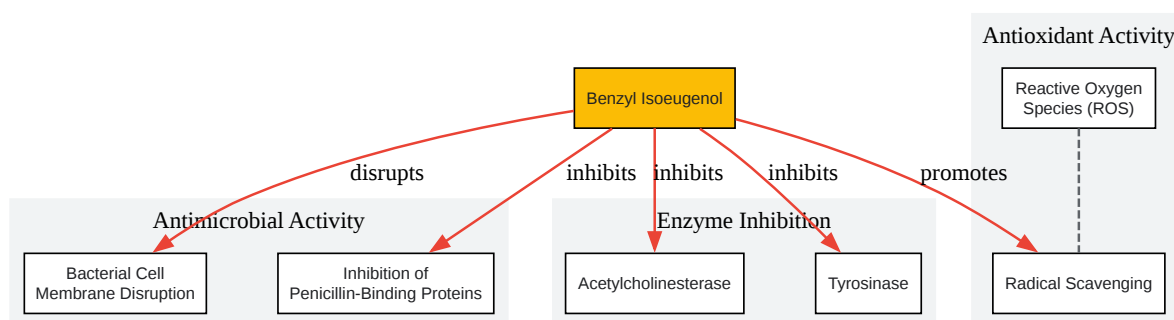 Antioxidant Activity
Benzyl Isoeugenol
Reactive Oxygen
Species (ROS)
disrupts
inhibits
inhibits
inhibits
promotes
Antimicrobial Activity
Enzyme Inhibition
Bacterial Cell
Membrane Disruption
Inhibition of
Penicillin-Binding Proteins
Acetylcholinesterase
Tyrosinase
Radical Scavenging